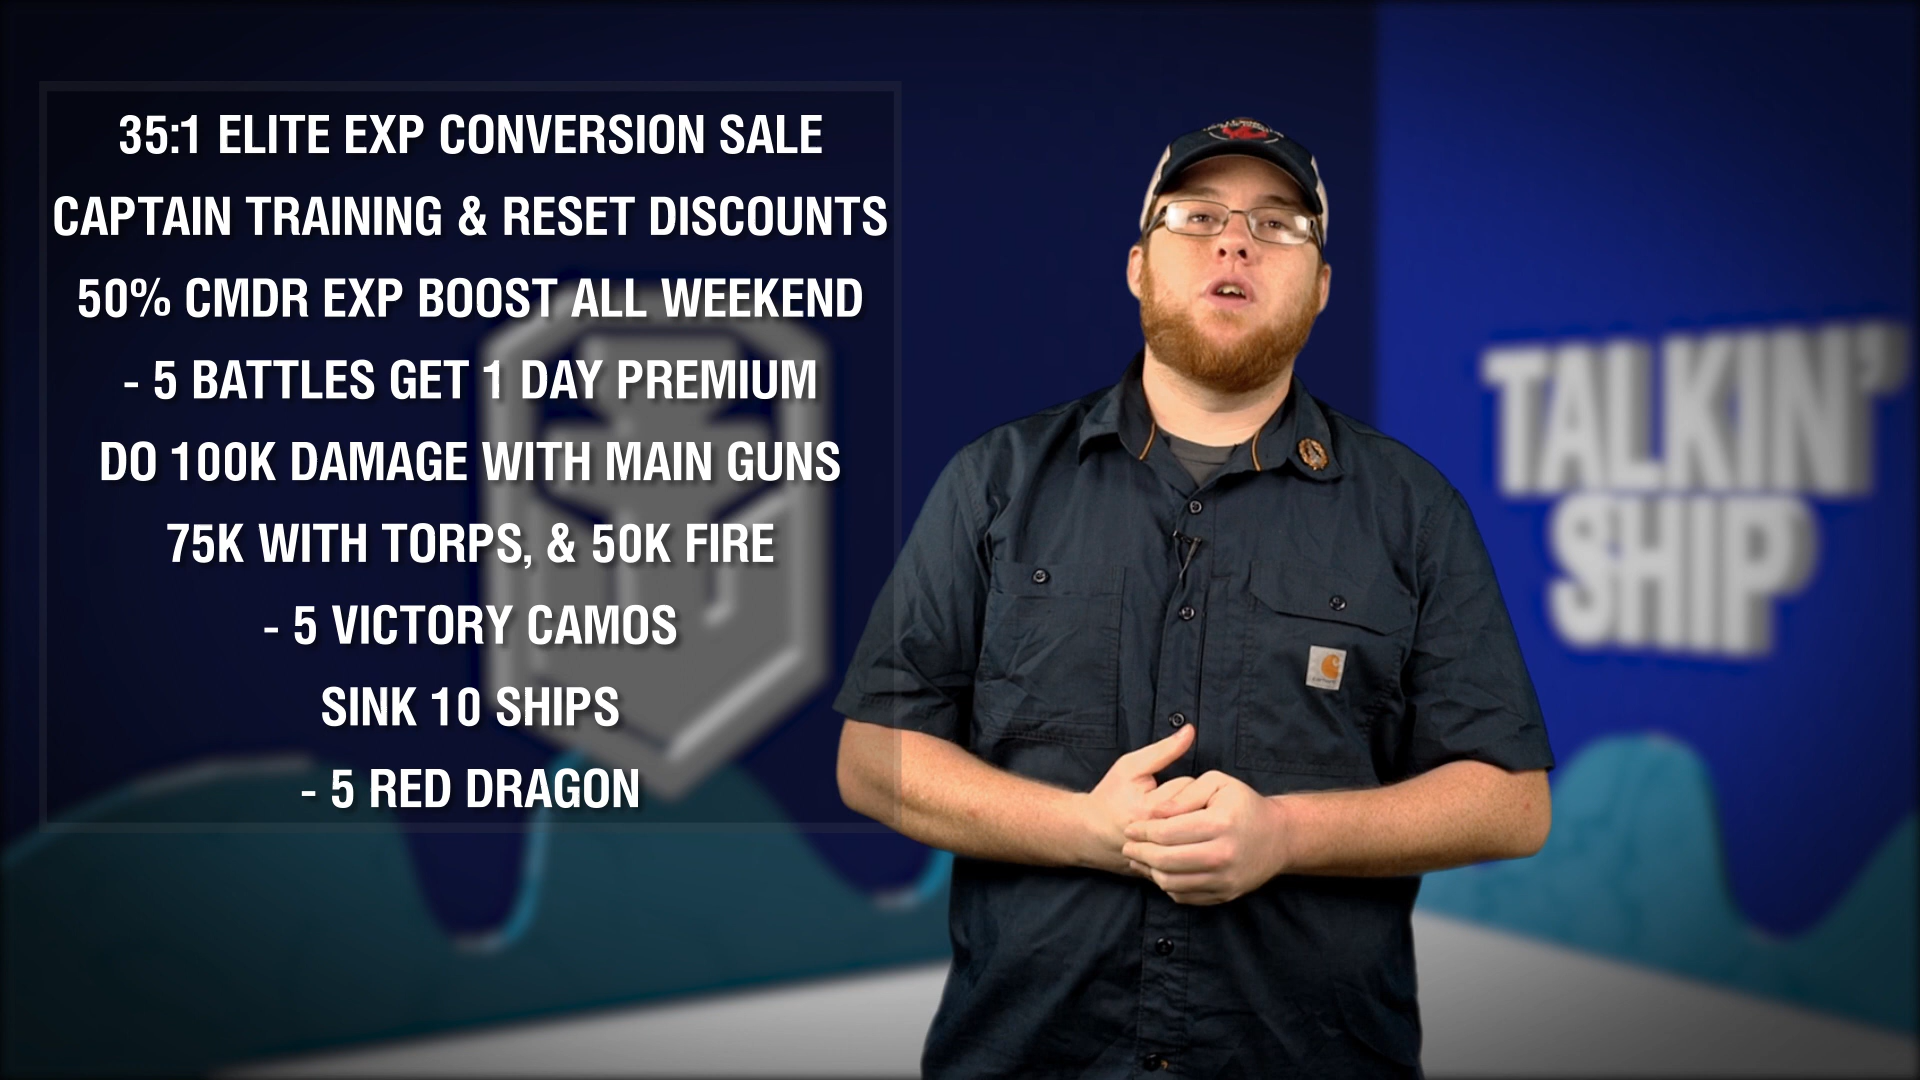 35:1 ELITE EXP CONVERSION SALE
CAPTAIN TRAINING & RESET DISCOUNTS
50% CMDR EXP BOOST ALL WEEKEND
- 5 BATTLES GET 1 DAY PREMIUM
DO 100K DAMAGE WITH MAIN GUNS
75K WITH TORPS, & 50K FIRE
- 5 VICTORY CAMOS
SINK 10 SHIPS
- 5 RED DRAGON
TALKIN'
SHIP